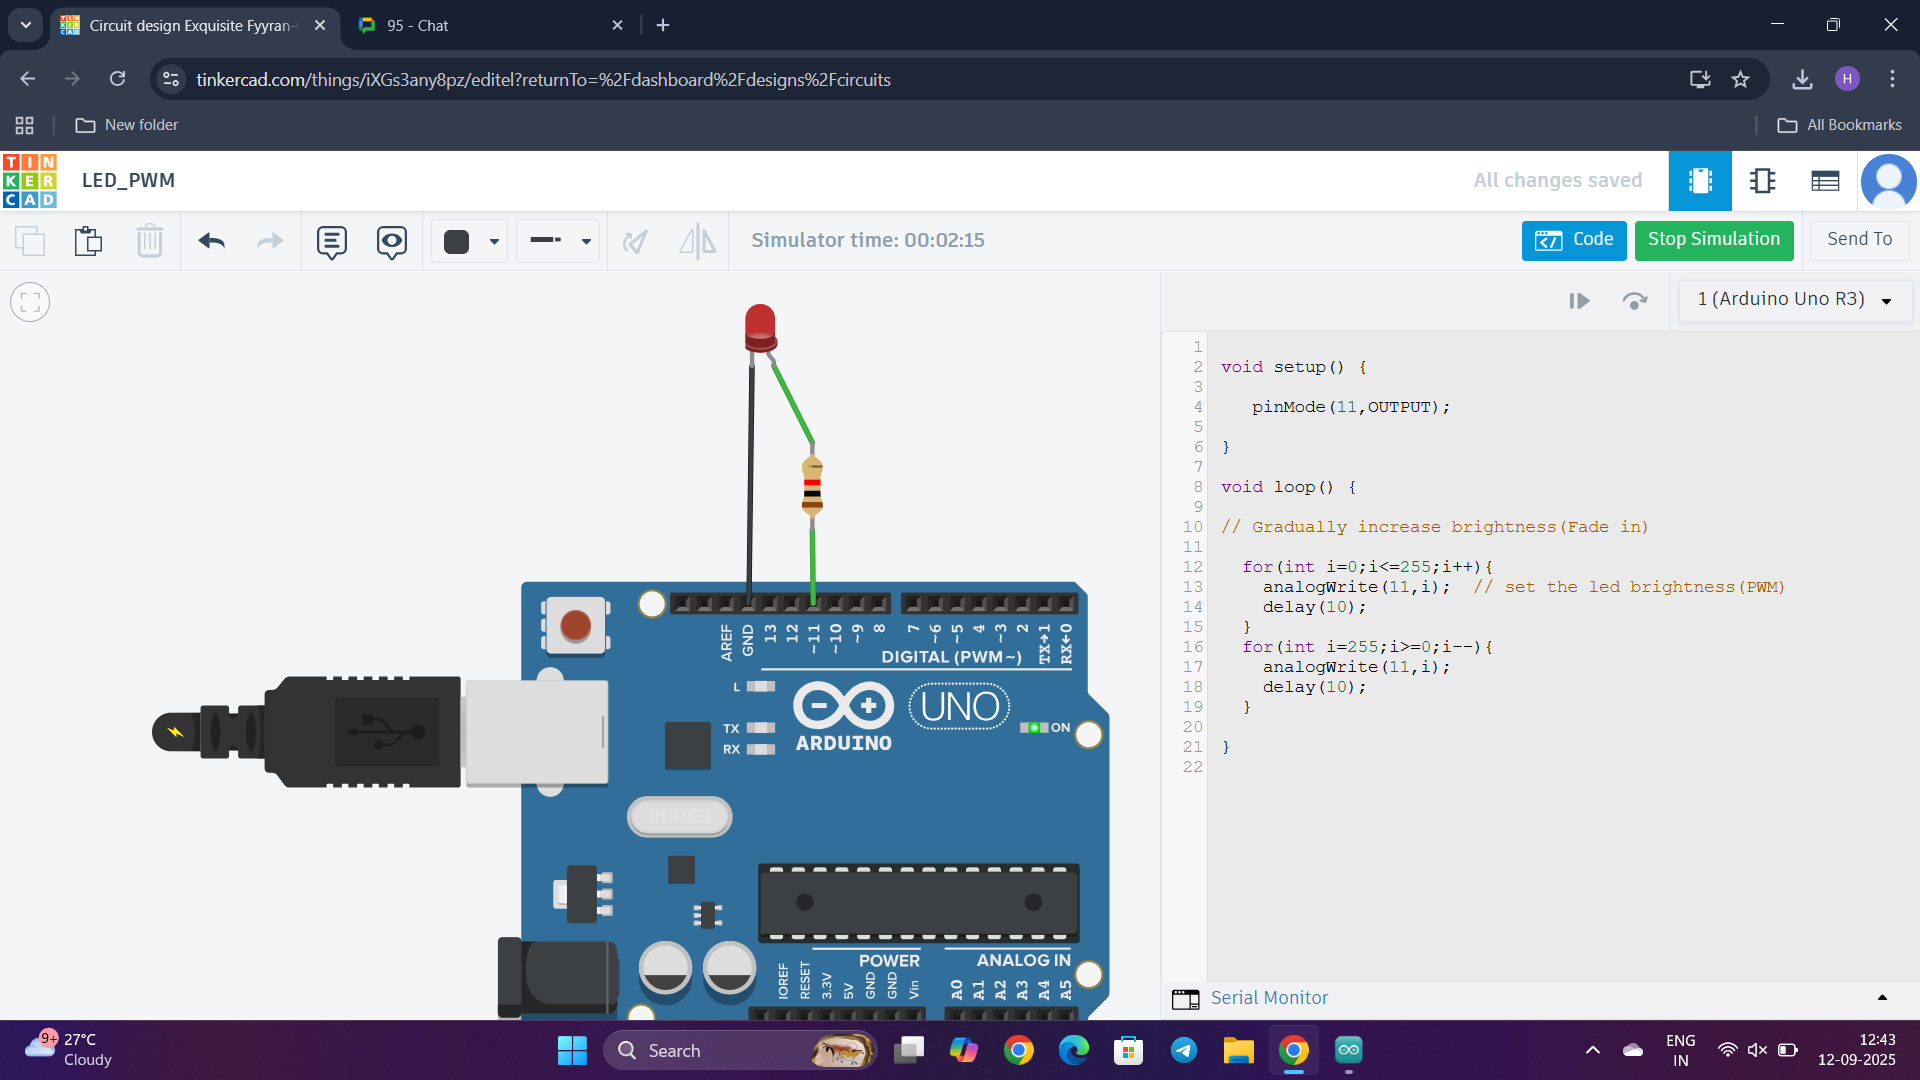 Circuit design Exquisite Fyyran-
95 - Chat
tinkercad.com/things/iXGs3any8pz/editel?returnTo=%2Fdashboard%2Fdesigns%2Fcircuits
H
New folder
All Bookmarks
TIN
KER
CAD
LED_PWM
All changes saved
Simulator time: 00:02:15
Code
Stop Simulation
Send To
1 (Arduino Uno R3)
1
2 void setup() {
3
4 pinMode(11,OUTPUT);
5
6 }
7
8 void loop() {
9
10 // Gradually increase brightness(Fade in)
11
12 for(int i=0;i<=255;i++){
13 analogWrite(11,i); // set the led brightness(PWM)
14 delay(10);
15 }
16 for(int i=255;i>=0;i--){
17 analogWrite(11,i);
18 delay(10);
19 }
20
21 }
22
AREF GND 13 12 ~11 ~10 ~9 8 7 ~6 ~5 4 ~3 2 TX→1 RX←0
DIGITAL (PWM~)
L
TX
RX
ARDUINO
UNO
ON
SPK16.000G
POWER
ANALOG IN
IOREF RESET 3.3V 5V GND GND Vin A0 A1 A2 A3 A4 A5
Serial Monitor
9+
27°C
Cloudy
Search
ENG
IN
12:43
12-09-2025